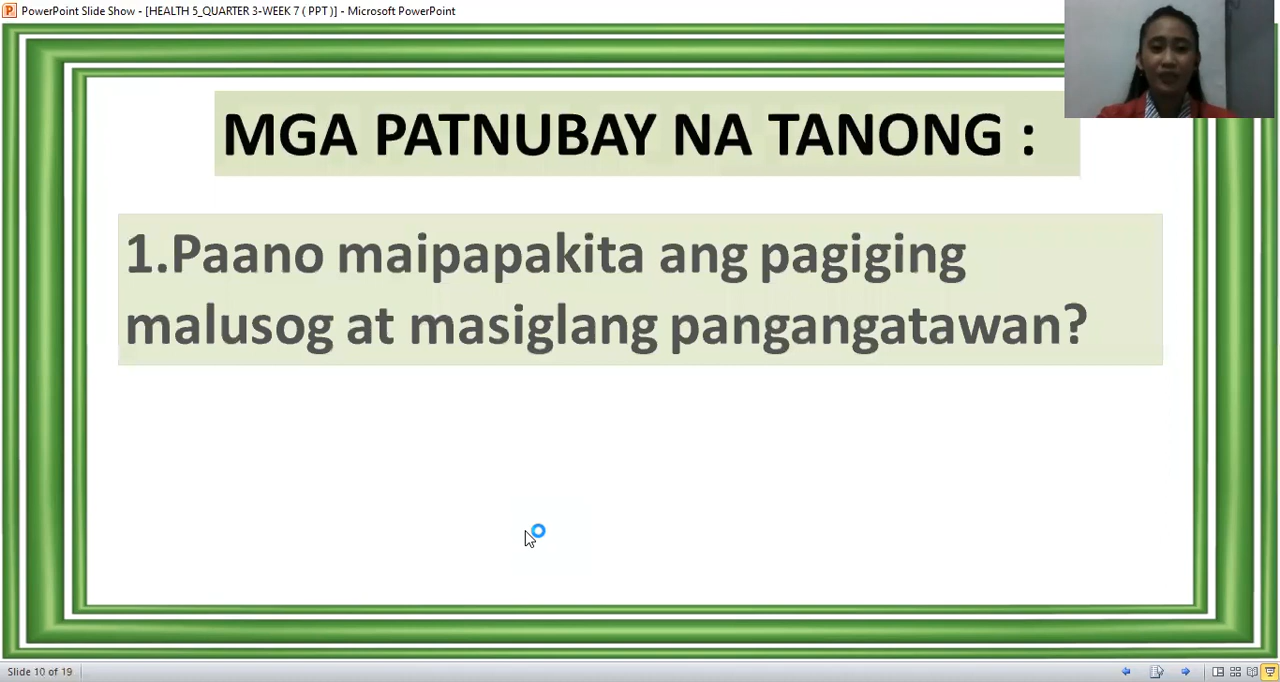 PowerPoint Slide Show - [HEALTH 5_QUARTER 3-WEEK 7 ( PPT )] - Microsoft PowerPoint
MGA PATNUBAY NA TANONG :
1.Paano maipapakita ang pagiging
malusog at masiglang pangangatawan?
Slide 10 of 19